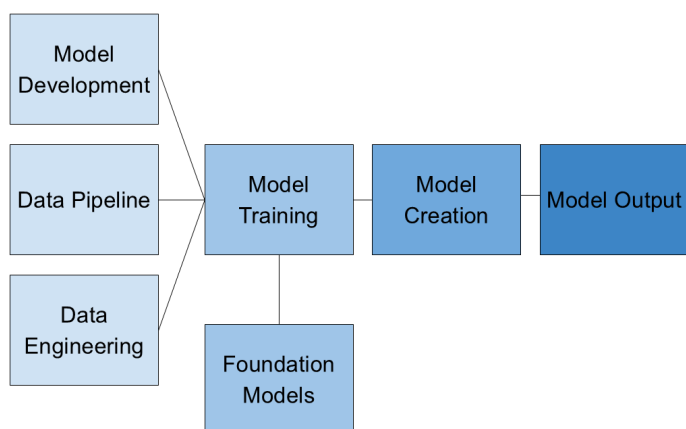 Model
Development
Data Pipeline
Data
Engineering
Model
Training
Foundation
Models
Model
Creation
Model Output